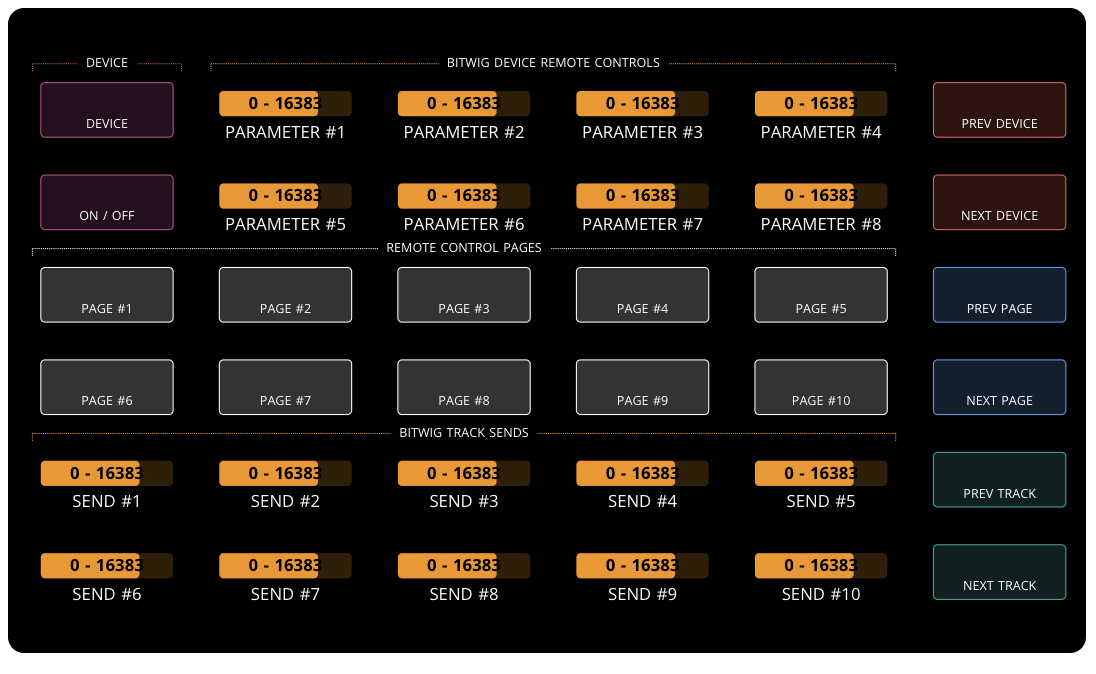 DEVICE
BITWIG DEVICE REMOTE CONTROLS
DEVICE
0 - 16383
PARAMETER #1
0 - 16383
PARAMETER #2
0 - 16383
PARAMETER #3
0 - 16383
PARAMETER #4
PREV DEVICE
ON / OFF
0 - 16383
PARAMETER #5
0 - 16383
PARAMETER #6
0 - 16383
PARAMETER #7
0 - 16383
PARAMETER #8
NEXT DEVICE
REMOTE CONTROL PAGES
PAGE #1
PAGE #2
PAGE #3
PAGE #4
PAGE #5
PREV PAGE
PAGE #6
PAGE #7
PAGE #8
PAGE #9
PAGE #10
NEXT PAGE
BITWIG TRACK SENDS
0 - 16383
SEND #1
0 - 16383
SEND #2
0 - 16383
SEND #3
0 - 16383
SEND #4
0 - 16383
SEND #5
PREV TRACK
0 - 16383
SEND #6
0 - 16383
SEND #7
0 - 16383
SEND #8
0 - 16383
SEND #9
0 - 16383
SEND #10
NEXT TRACK